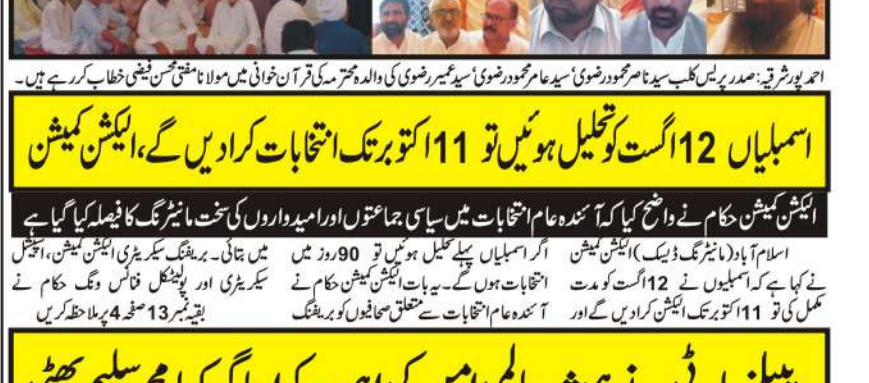 احمد پور شرقیہ: صدر پریس کلب سید ناصر محمود رضوی' سید عامر محمود رضوی' سید عمیر رضوی کی والدہ محترمہ کی قرآن خوانی میں مولانا مفتی محسن فیضی خطاب کررہے ہیں۔
اسمبلیاں 12 اگست کو تحلیل ہوئیں تو 11 اکتوبر تک انتخابات کرادیں گے، الیکشن کمیشن
الیکشن کمیشن حکام نے واضح کیا کہ آئندہ عام انتخابات میں سیاسی جماعتوں اور امیدواروں کی سخت مانیٹرنگ کا فیصلہ کیا گیا ہے
اسلام آباد (مانیٹرنگ ڈیسک) الیکشن کمیشن
نے کہا ہے کہ اسمبلیوں نے 12 اگست کو مدت
مکمل کی تو 11 اکتوبر تک الیکشن کرادیں گے اور
اگر اسمبلیاں پہلے تحلیل ہوئیں تو 90 روز میں
انتخابات ہوں گے۔ یہ بات الیکشن کمیشن حکام نے
آئندہ عام انتخابات سے متعلق صحافیوں کو بریفنگ
میں بتائی۔ بریفنگ سیکریٹری الیکشن کمیشن، اسپیشل
سیکریٹری اور پولیٹیکل فنانس ونگ حکام نے
بقیہ نمبر 13 صفحہ 4 پر ملاحظہ کریں